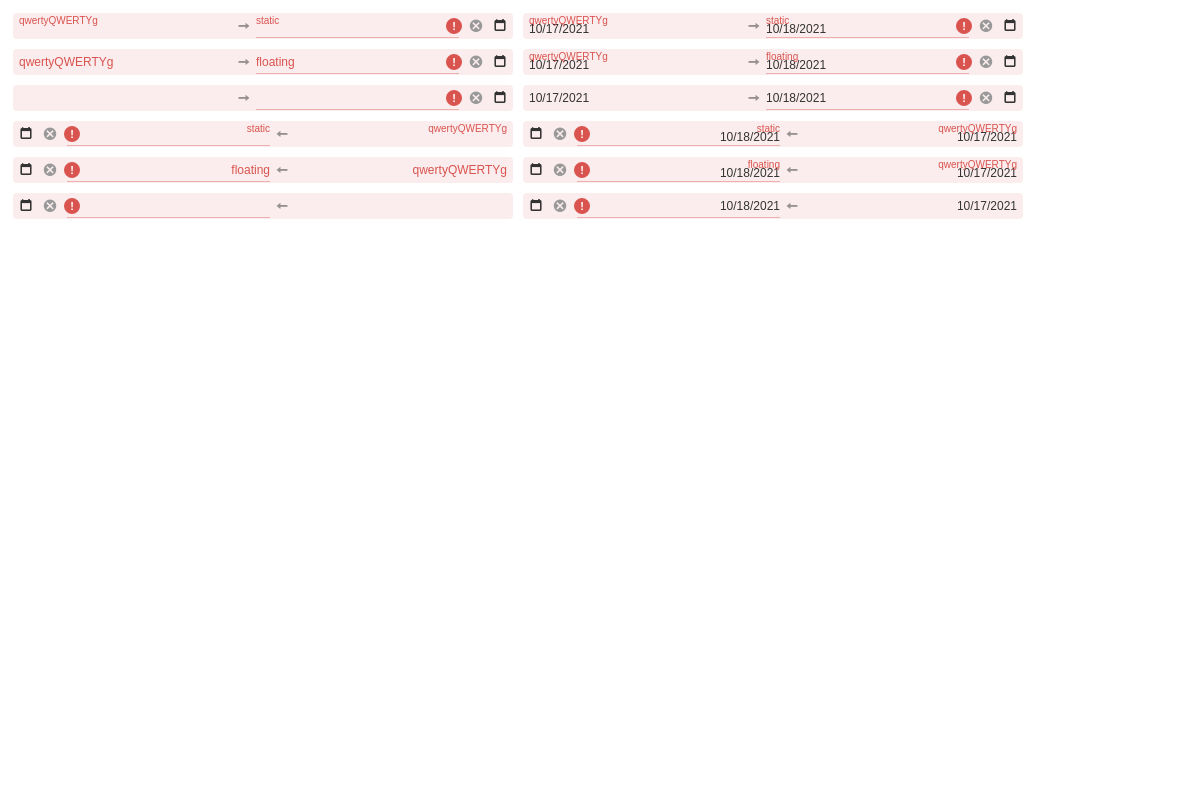 qwertyQWERTYg static ! qwertyQWERTYg static !
10/17/2021 10/18/2021
qwertyQWERTYg floating ! qwertyQWERTYg floating !
10/17/2021 10/18/2021
! 10/17/2021 10/18/2021 !
! static qwertyQWERTYg ! static qwertyQWERTYg
10/18/2021 10/17/2021
! floating qwertyQWERTYg ! floating qwertyQWERTYg
10/18/2021 10/17/2021
! ! 10/18/2021 10/17/2021